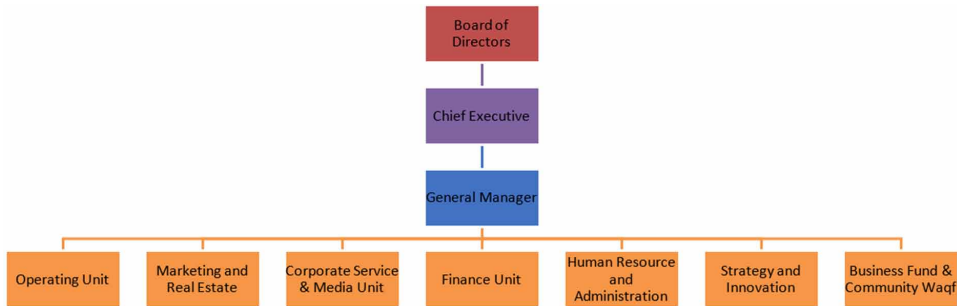 Board of
Directors
Chief Executive
General Manager
Operating Unit
Marketing and
Real Estate
Corporate Service
& Media Unit
Finance Unit
Human Resource
and
Administration
Strategy and
Innovation
Business Fund &
Community Waqf